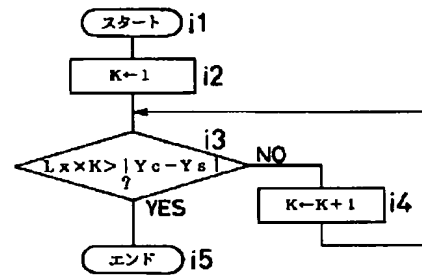 スタート i1
K←1 i2
i3
Lx×K>|Yc-Ys|
?
NO
YES
K←K+1 i4
エンド i5